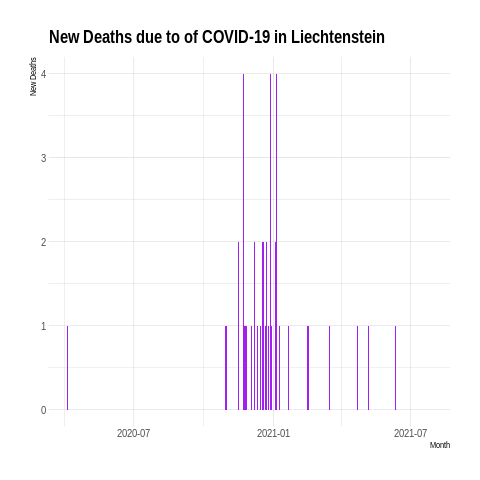 New Deaths due to of COVID-19 in Liechtenstein
New Deaths
4
3
2
1
0
2020-07
2021-01
2021-07
Month